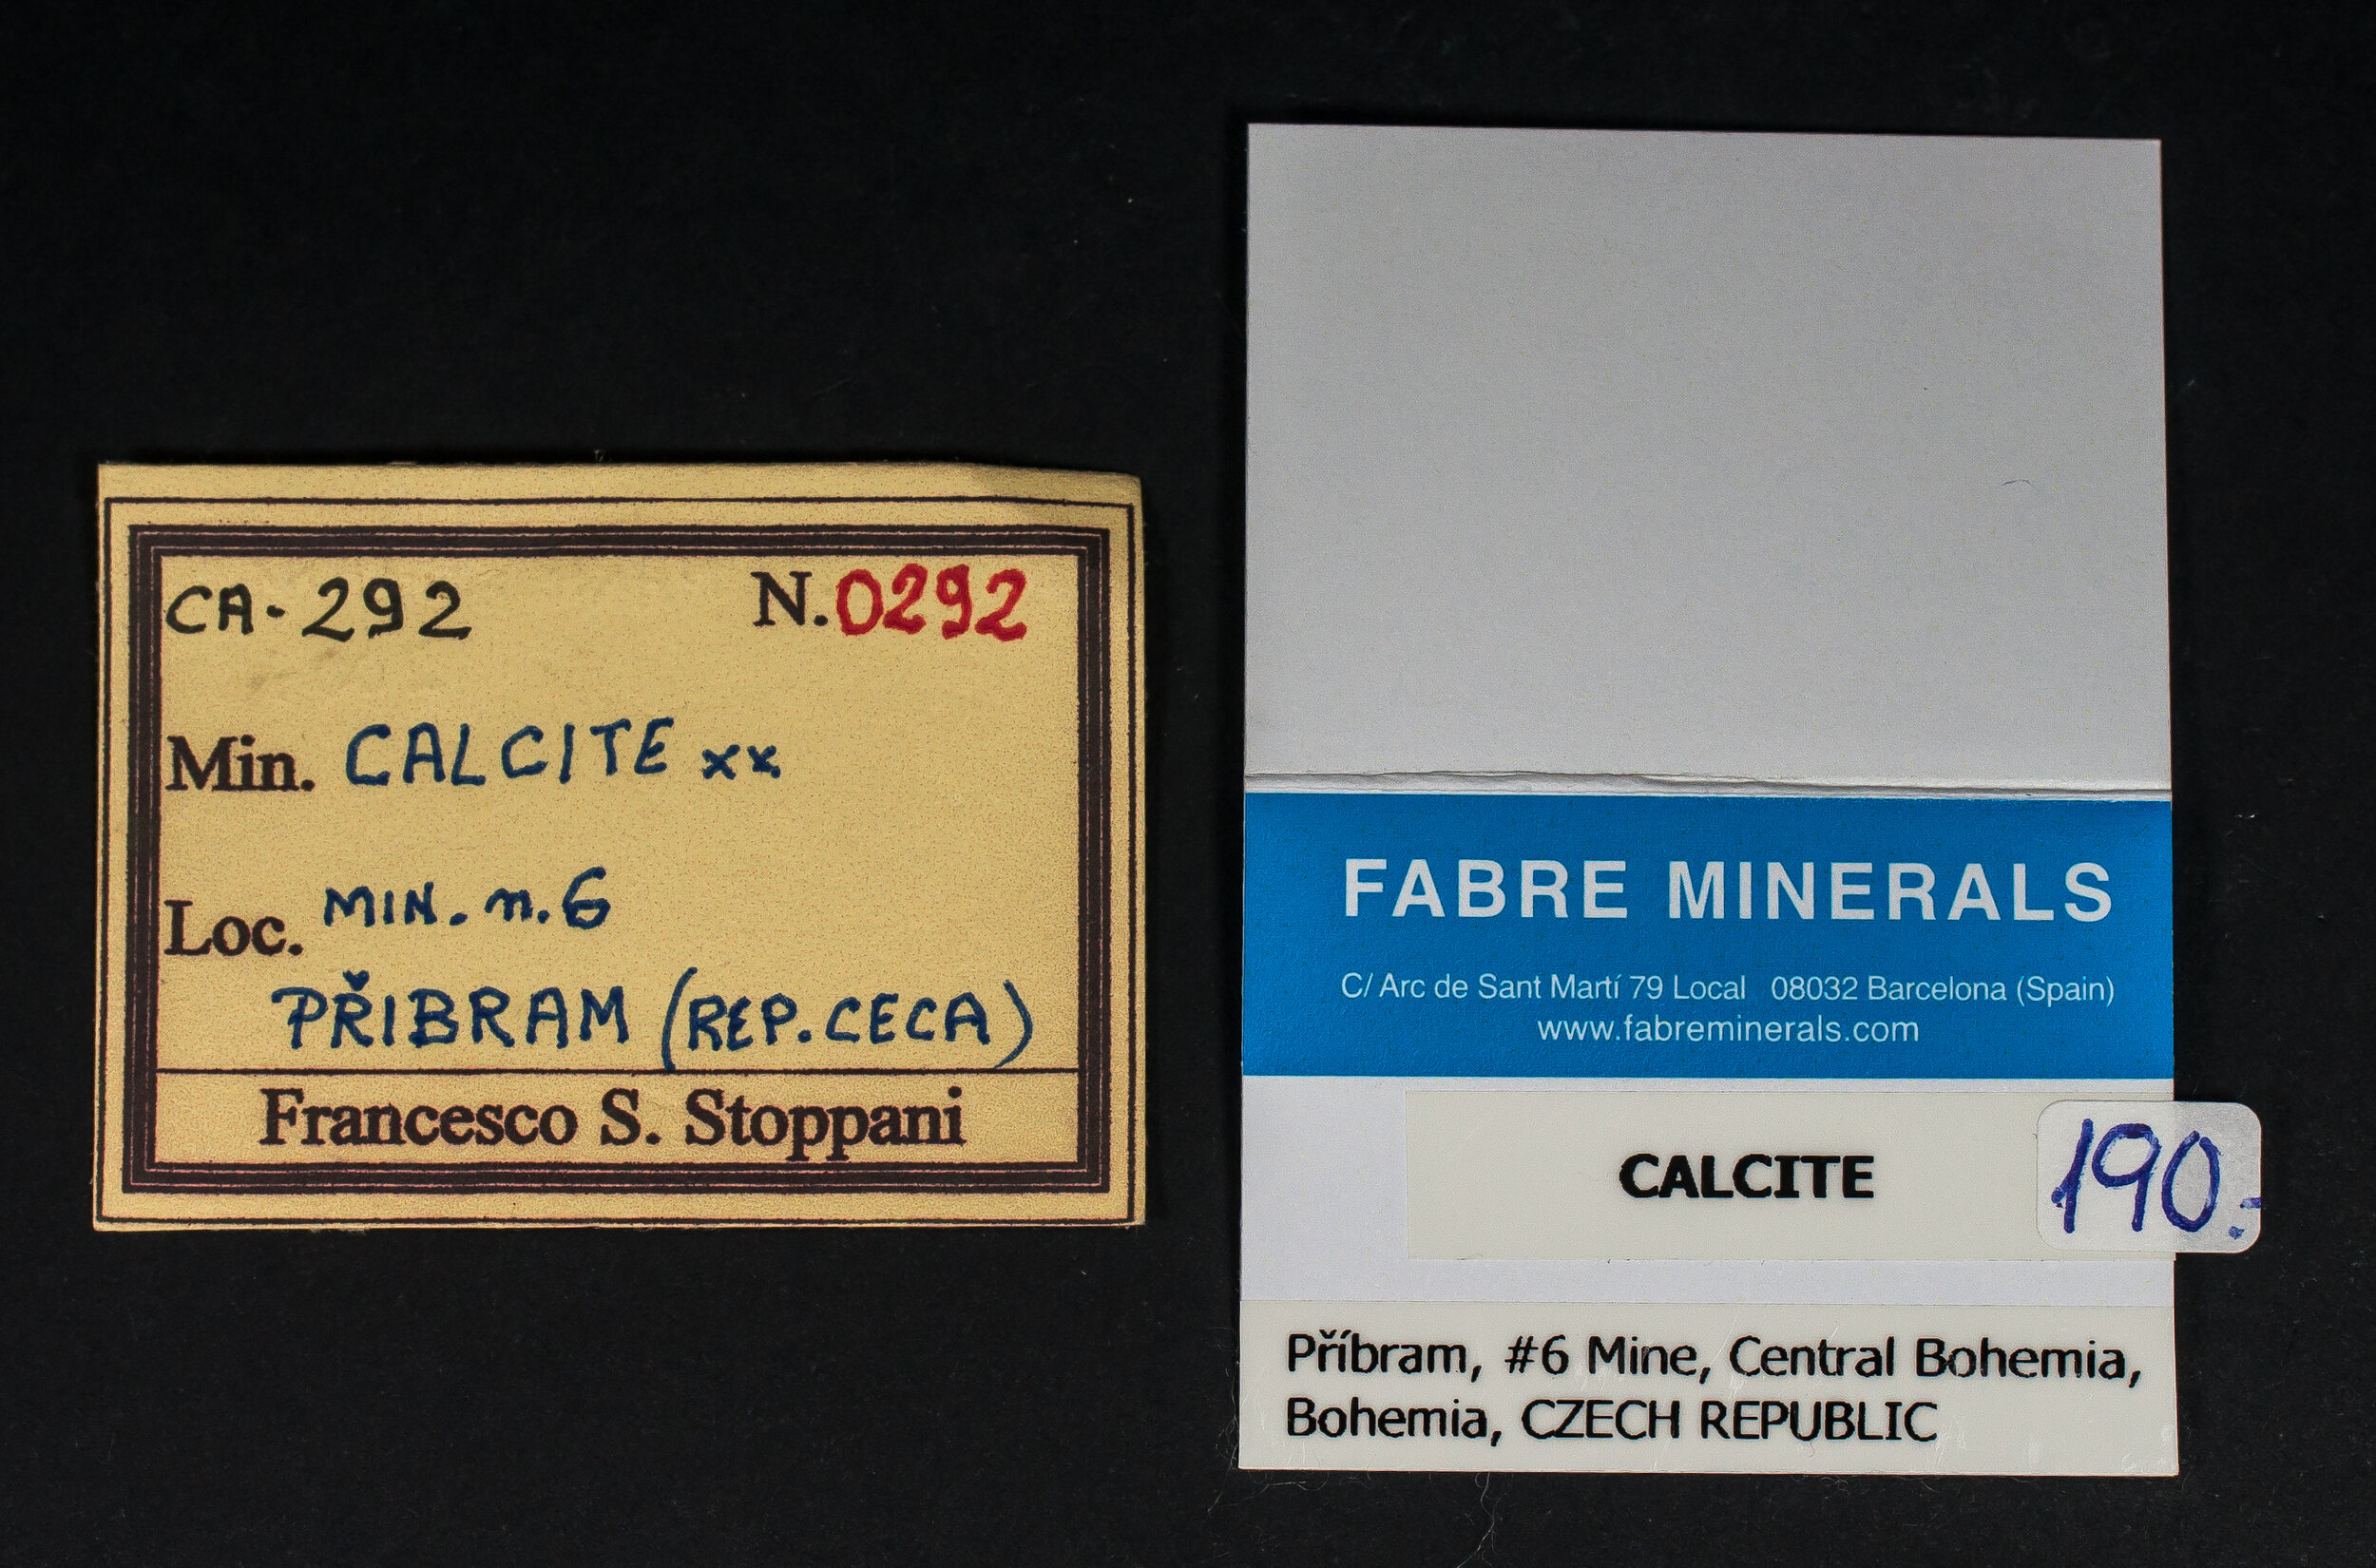 CA-292 N.0292
Min. CALCITE xx
Loc. MIN. n.6
PŘIBRAM (REP. CECA)
Francesco S. Stoppani
FABRE MINERALS
C/ Arc de Sant Martí 79 Local 08032 Barcelona (Spain)
www.fabreminerals.com
CALCITE
190.-
Příbram, #6 Mine, Central Bohemia,
Bohemia, CZECH REPUBLIC